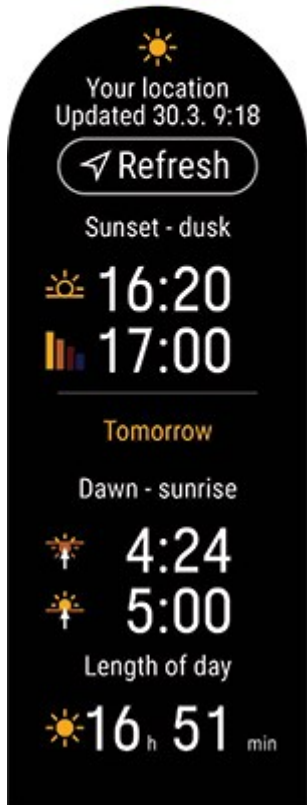 Your location
Updated 30.3. 9:18
Refresh
Sunset - dusk
16:20
17:00
Tomorrow
Dawn - sunrise
4:24
5:00
Length of day
16 h 51 min